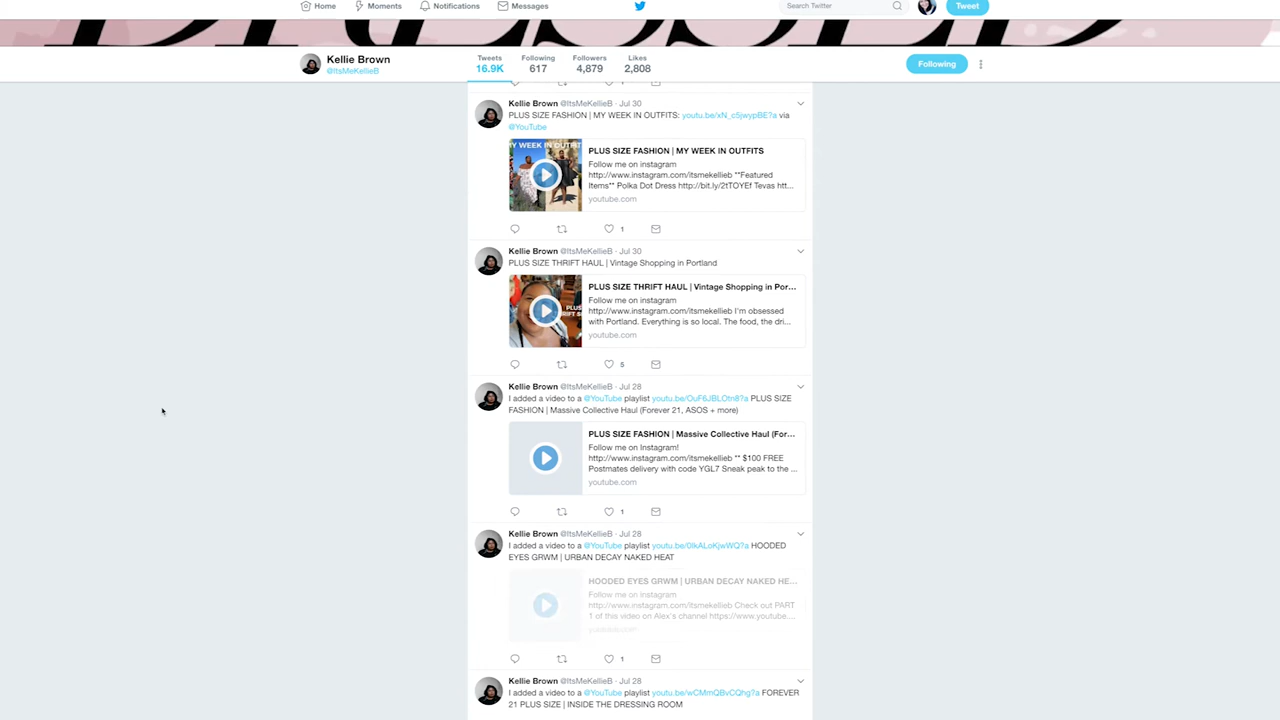 Home Moments Notifications Messages Search Twitter Tweet
Kellie Brown
@ItsMeKellieB
Tweets Following Followers Likes
16.9K 617 4,879 2,808
Following
Kellie Brown @ItsMeKellieB · Jul 30
PLUS SIZE FASHION | MY WEEK IN OUTFITS: youtu.be/xN_c5jwypBE?a via
@YouTube
MY WEEK IN OUTFIT
PLUS SIZE FASHION | MY WEEK IN OUTFITS
Follow me on instagram
http://www.instagram.com/itsmekellieb **Featured
Items** Polka Dot Dress http://bit.ly/2tTOYEf Tevas htt...
youtube.com
1
Kellie Brown @ItsMeKellieB · Jul 30
PLUS SIZE THRIFT HAUL | Vintage Shopping in Portland
PLUS SIZE THRIFT HAUL | Vintage Shopping in Por...
Follow me on instagram
http://www.instagram.com/itsmekellieb I'm obsessed
with Portland. Everything is so local. The food, the dri...
youtube.com
5
Kellie Brown @ItsMeKellieB · Jul 28
I added a video to a @YouTube playlist youtu.be/OuF6JBLOtn8?a PLUS SIZE
FASHION | Massive Collective Haul (Forever 21, ASOS + more)
PLUS SIZE FASHION | Massive Collective Haul (For...
Follow me on Instagram!
http://www.instagram.com/itsmekellieb ** $100 FREE
Postmates delivery with code YGL7 Sneak peak to the ...
youtube.com
1
Kellie Brown @ItsMeKellieB · Jul 28
I added a video to a @YouTube playlist youtu.be/0IkALoKjwWQ?a HOODED
EYES GRWM | URBAN DECAY NAKED HEAT
HOODED EYES GRWM | URBAN DECAY NAKED HE...
Follow me on instagram
http://www.instagram.com/itsmekellieb Check out PART
1 of this video on Alex's channel https://www.youtube...
1
Kellie Brown @ItsMeKellieB · Jul 28
I added a video to a @YouTube playlist youtu.be/wCMmQBvCQhg?a FOREVER
21 PLUS SIZE | INSIDE THE DRESSING ROOM